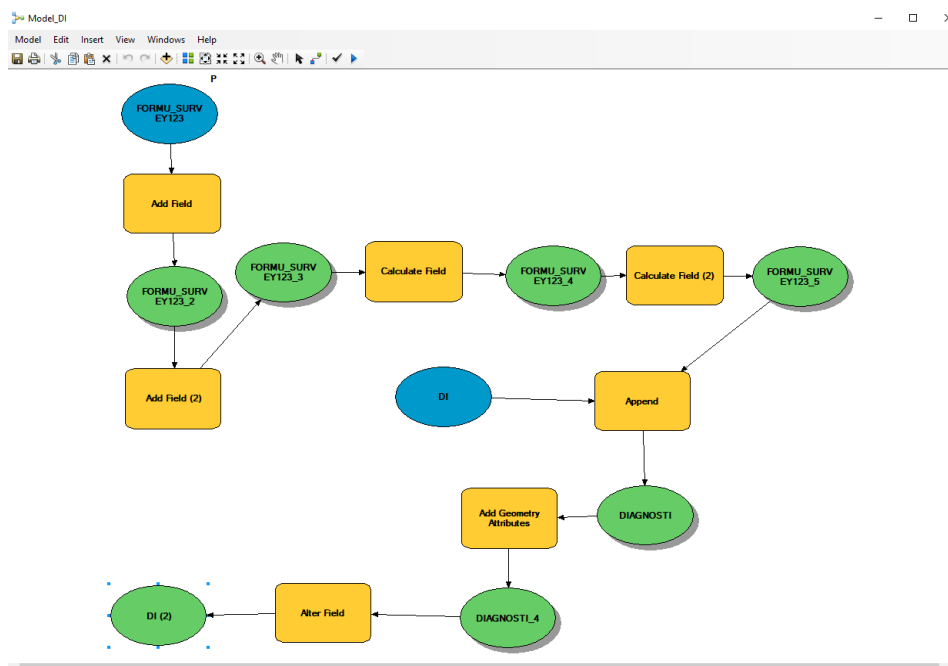 Model_DI
Model Edit Insert View Windows Help
P
FORMU_SURV
EY123
Add Field
FORMU_SURV
EY123_2
Add Field (2)
FORMU_SURV
EY123_3
Calculate Field
FORMU_SURV
EY123_4
Calculate Field (2)
FORMU_SURV
EY123_5
DI
Append
DIAGNOSTI
Add Geometry
Attributes
DIAGNOSTI_4
Alter Field
DI (2)